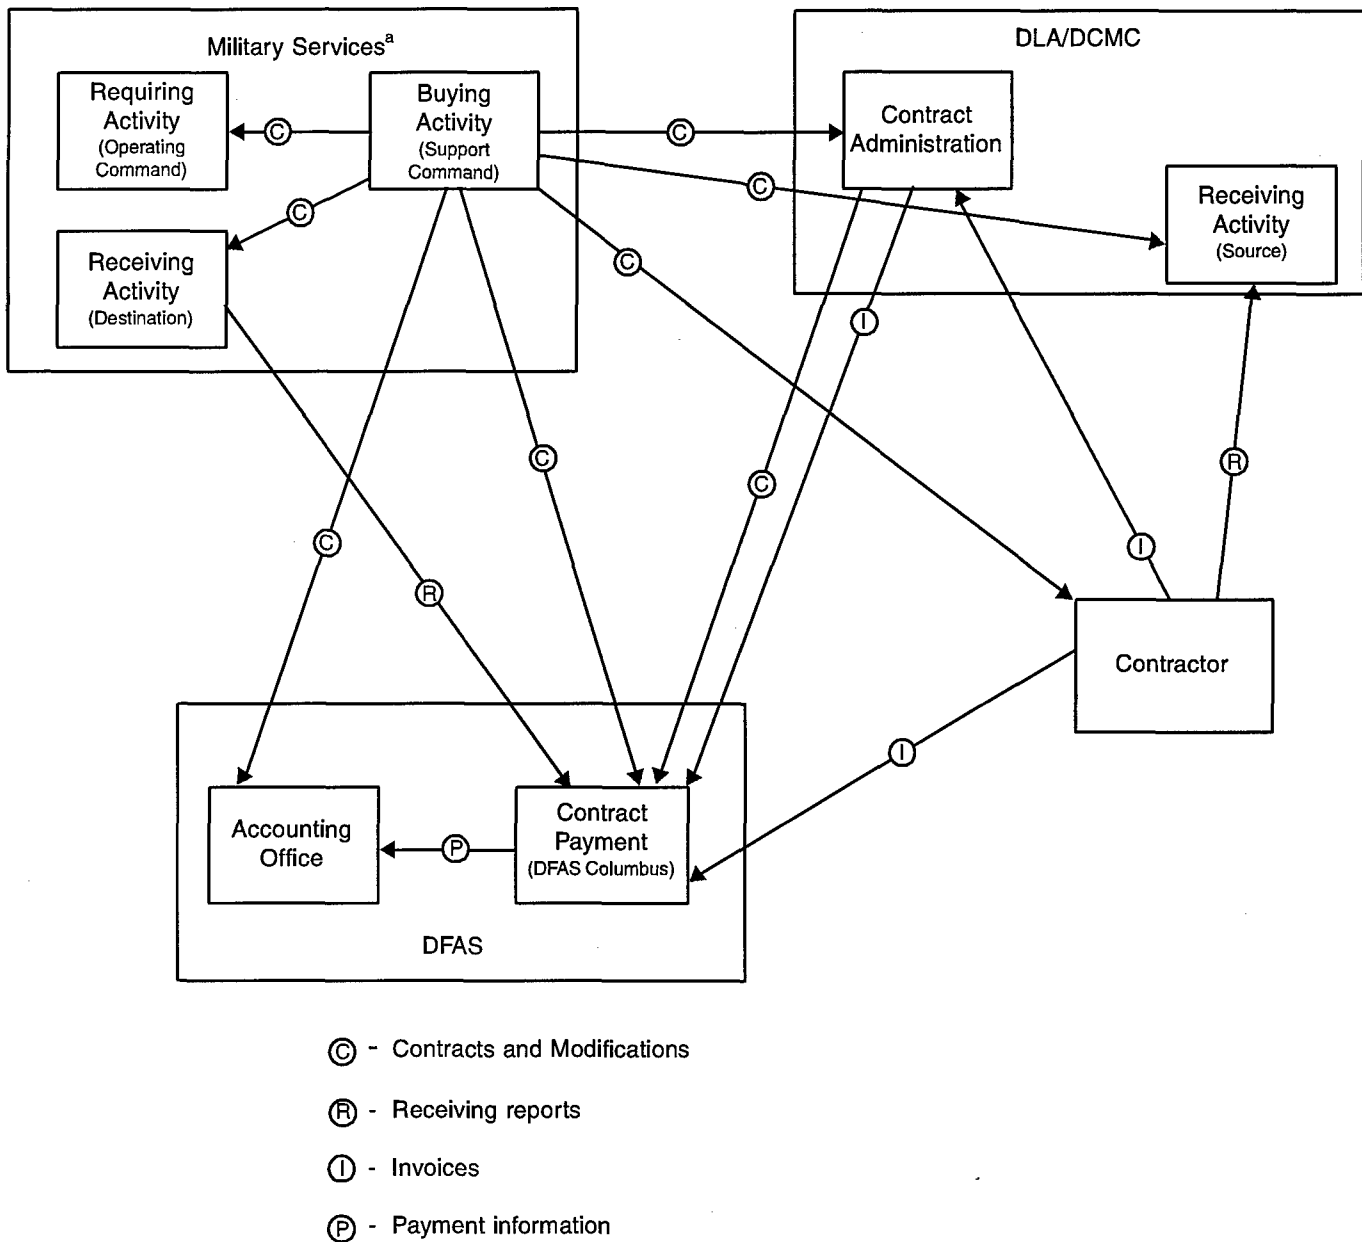 Military Servicesa
DLA/DCMC
Requiring
Activity
(Operating
Command)
C
Buying
Activity
(Support
Command)
C
Contract
Administration
C
Receiving
Activity
(Source)
C
Receiving
Activity
(Destination)
C
I
C
C
R
I
C
R
Contractor
I
Accounting
Office
P
Contract
Payment
(DFAS Columbus)
DFAS
C - Contracts and Modifications
R - Receiving reports
I - Invoices
P - Payment information